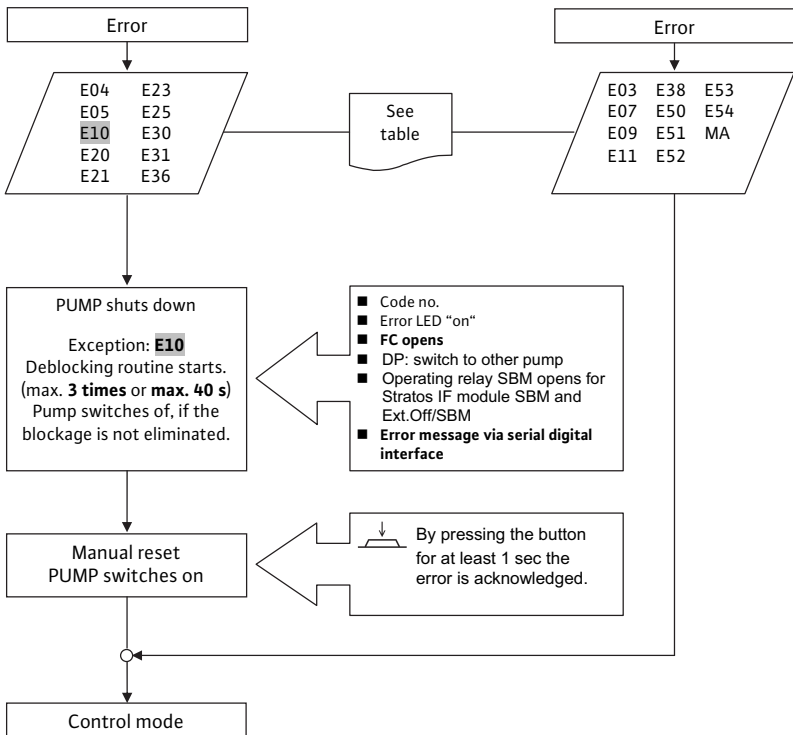 Error
E04 E23
E05 E25
E10 E30
E20 E31
E21 E36
See
table
Error
E03 E38 E53
E07 E50 E54
E09 E51 MA
E11 E52
PUMP shuts down
Exception: E10
Deblocking routine starts.
(max. 3 times or max. 40 s)
Pump switches of, if the
blockage is not eliminated.
■ Code no.
■ Error LED "on"
■ FC opens
■ DP: switch to other pump
■ Operating relay SBM opens for
Stratos IF module SBM and
Ext.Off/SBM
■ Error message via serial digital
interface
Manual reset
PUMP switches on
By pressing the button
for at least 1 sec the
error is acknowledged.
Control mode